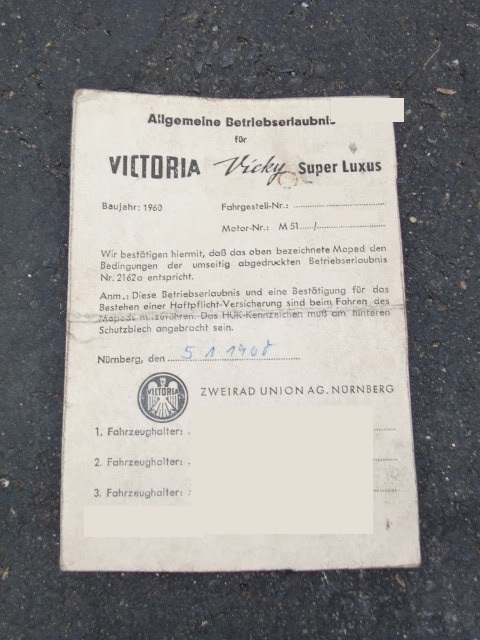 Allgemeine Betriebserlaubnis
für
VICTORIA Vicky Super Luxus
Baujahr: 1960 Fahrgestell-Nr.:
Motor-Nr.: M 51 /
Wir bestätigen hiermit, daß das oben bezeichnete Moped den
Bedingungen der umseitig abgedruckten Betriebserlaubnis
Nr. 2162a entspricht.
Anm.: Diese Betriebserlaubnis und eine Bestätigung für das
Bestehen einer Haftpflicht-Versicherung sind beim Fahren des
Mopeds mitzuführen. Das HUK-Kennzeichen muß am hinteren
Schutzblech angebracht sein.
Nürnberg, den 5 1 1960
VICTORIA
ZWEIRAD UNION AG. NÜRNBERG
1. Fahrzeughalter:
2. Fahrzeughalter:
3. Fahrzeughalter: